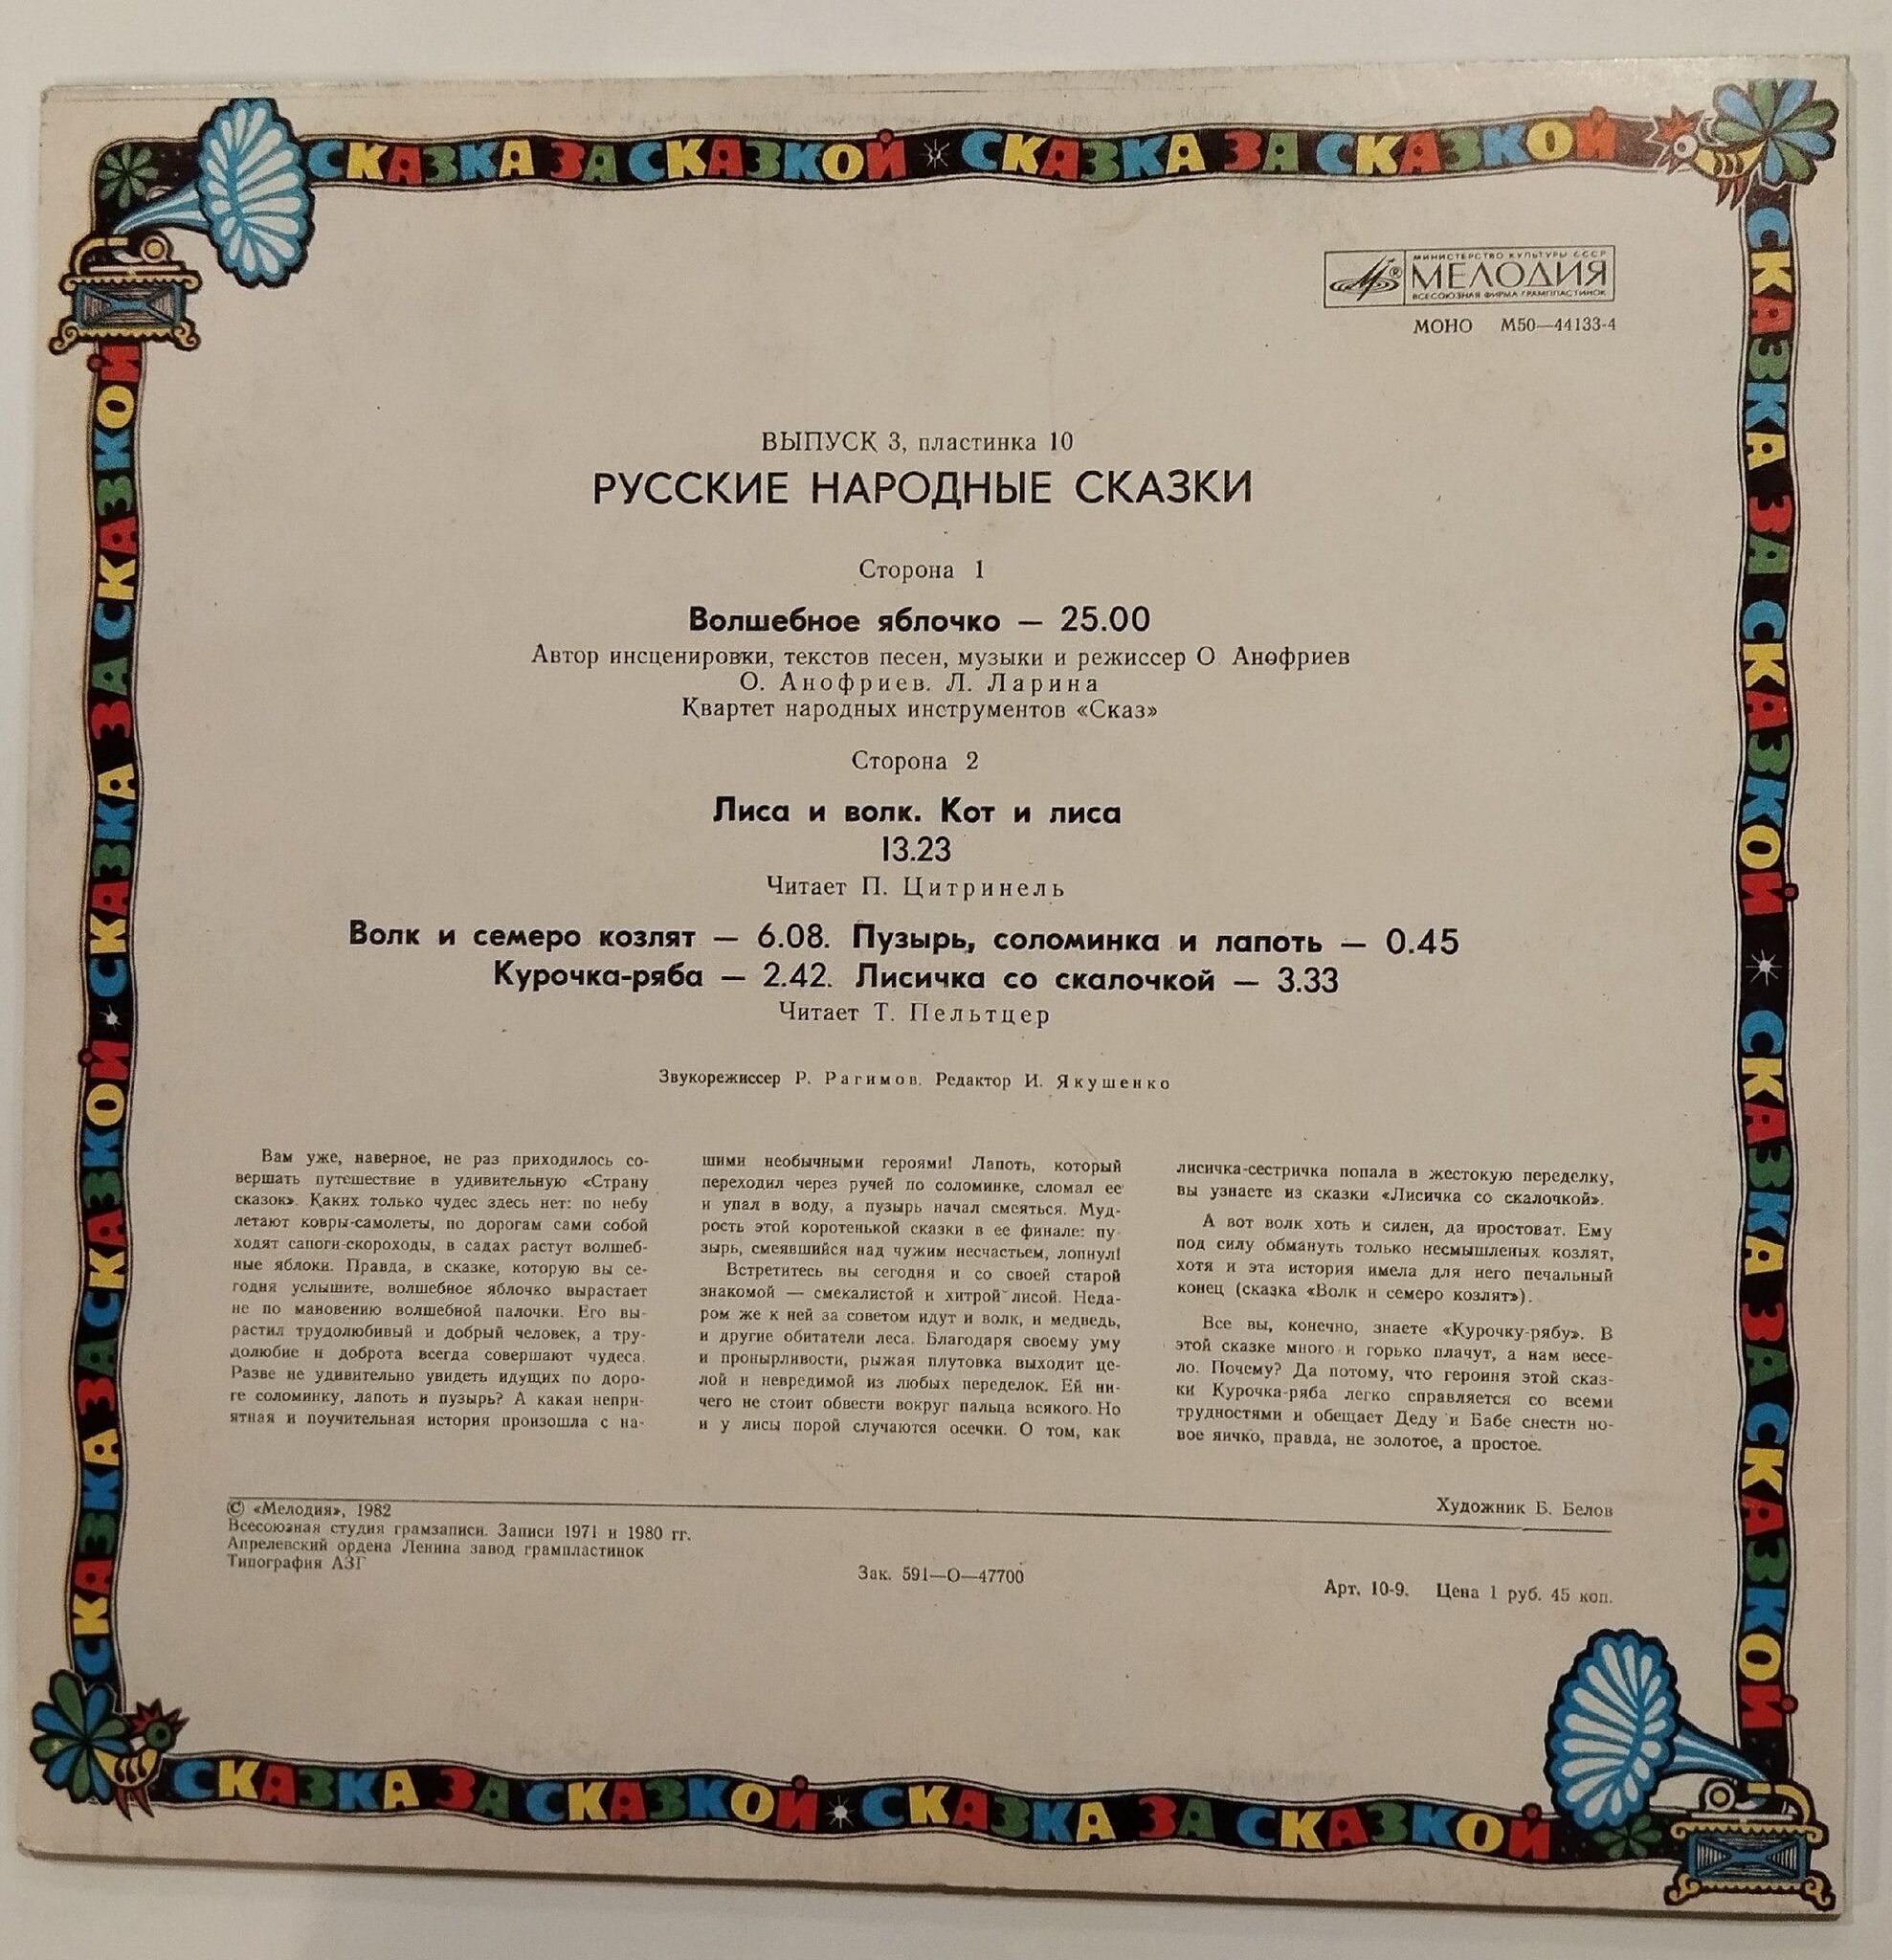 СКАЗКА ЗА СКАЗКОЙ СКАЗКА ЗА СКАЗКОЙ
СКАЗКА ЗА СКАЗКОЙ СКАЗКА ЗА СКАЗКОЙ
СКАЗКА ЗА СКАЗКОЙ СКАЗКА ЗА СКАЗКОЙ
МИНИСТЕРСТВО КУЛЬТУРЫ СССР
МЕЛОДИЯ
ВСЕСОЮЗНАЯ ФИРМА ГРАМПЛАСТИНОК
МОНО М50—44133-4
ВЫПУСК 3, пластинка 10
РУССКИЕ НАРОДНЫЕ СКАЗКИ
Сторона 1
Волшебное яблочко — 25.00
Автор инсценировки, текстов песен, музыки и режиссер О. Анофриев
О. Анофриев. Л. Ларина
Квартет народных инструментов «Сказ»
Сторона 2
Лиса и волк. Кот и лиса
13.23
Читает П. Цитринель
Волк и семеро козлят — 6.08. Пузырь, соломинка и лапоть — 0.45
Курочка-ряба — 2.42. Лисичка со скалочкой — 3.33
Читает Т. Пельтцер
Звукорежиссер Р. Рагимов. Редактор И. Якушенко
Вам уже, наверное, не раз приходилось со-
вершать путешествие в удивительную «Страну
сказок». Каких только чудес здесь нет: по небу
летают ковры-самолеты, по дорогам сами собой
ходят сапоги-скороходы, в садах растут волшеб-
ные яблоки. Правда, в сказке, которую вы се-
годня услышите, волшебное яблочко вырастает
не по мановению волшебной палочки. Его вы-
растил трудолюбивый и добрый человек, а тру-
долюбие и доброта всегда совершают чудеса.
Разве не удивительно увидеть идущих по доро-
ге соломинку, лапоть и пузырь? А какая непри-
ятная и поучительная история произошла с на-
шими необычными героями! Лапоть, который
переходил через ручей по соломинке, сломал ее
и упал в воду, а пузырь начал смеяться. Муд-
рость этой коротенькой сказки в ее финале: пу-
зырь, смеявшийся над чужим несчастьем, лопнул!
Встретитесь вы сегодня и со своей старой
знакомой — смекалистой и хитрой лисой. Неда-
ром же к ней за советом идут и волк, и медведь,
и другие обитатели леса. Благодаря своему уму
и пронырливости, рыжая плутовка выходит це-
лой и невредимой из любых переделок. Ей ни-
чего не стоит обвести вокруг пальца всякого. Но
и у лисы порой случаются осечки. О том, как
лисичка-сестричка попала в жестокую переделку,
вы узнаете из сказки «Лисичка со скалочкой».
А вот волк хоть и силен, да простоват. Ему
под силу обмануть только несмышленых козлят,
хотя и эта история имела для него печальный
конец (сказка «Волк и семеро козлят»).
Все вы, конечно, знаете «Курочку-рябу». В
этой сказке много и горько плачут, а нам весе-
ло. Почему? Да потому, что героиня этой сказ-
ки Курочка-ряба легко справляется со всеми
трудностями и обещает Деду и Бабе снести но-
вое яичко, правда, не золотое, а простое.
© «Мелодия», 1982
Всесоюзная студия грамзаписи. Записи 1971 и 1980 гг.
Апрелевский ордена Ленина завод грампластинок
Типография АЗГ
Художник Б. Белов
Зак. 591—О—47700
Арт. 10-9. Цена 1 руб. 45 коп.
СКАЗКА ЗА СКАЗКОЙ СКАЗКА ЗА СКАЗКОЙ